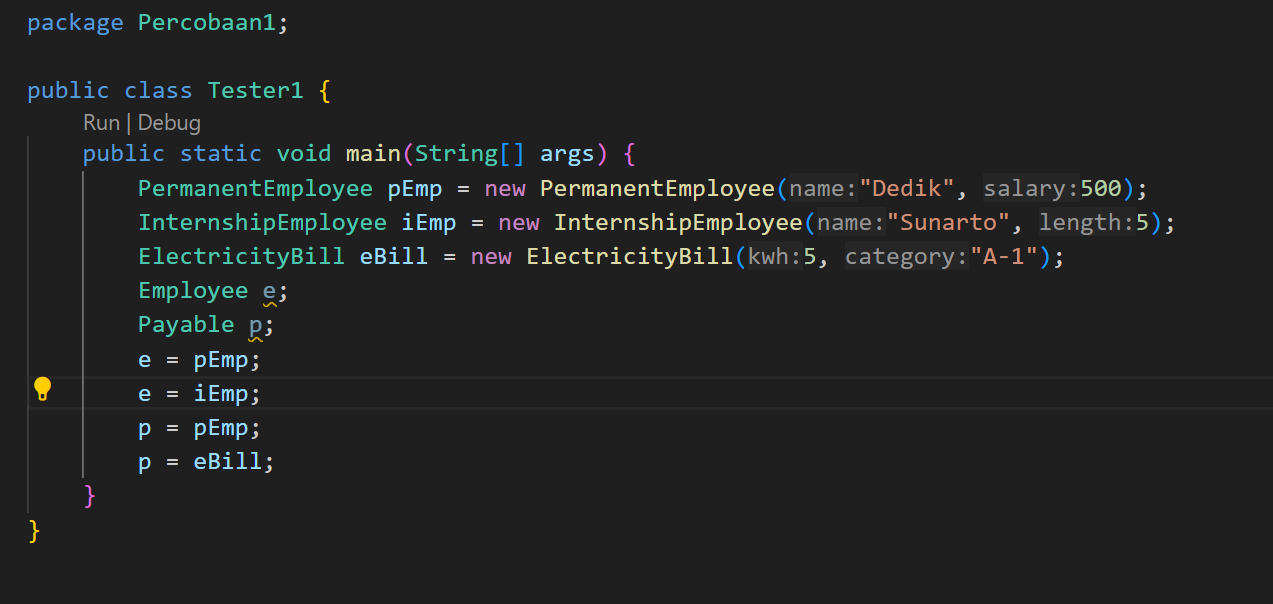 package Percobaan1;
public class Tester1 {
Run | Debug
public static void main(String[] args) {
PermanentEmployee pEmp = new PermanentEmployee(name:"Dedik", salary:500);
InternshipEmployee iEmp = new InternshipEmployee(name:"Sunarto", length:5);
ElectricityBill eBill = new ElectricityBill(kwh:5, category:"A-1");
Employee e;
Payable p;
e = pEmp;
e = iEmp;
p = pEmp;
p = eBill;
}
}